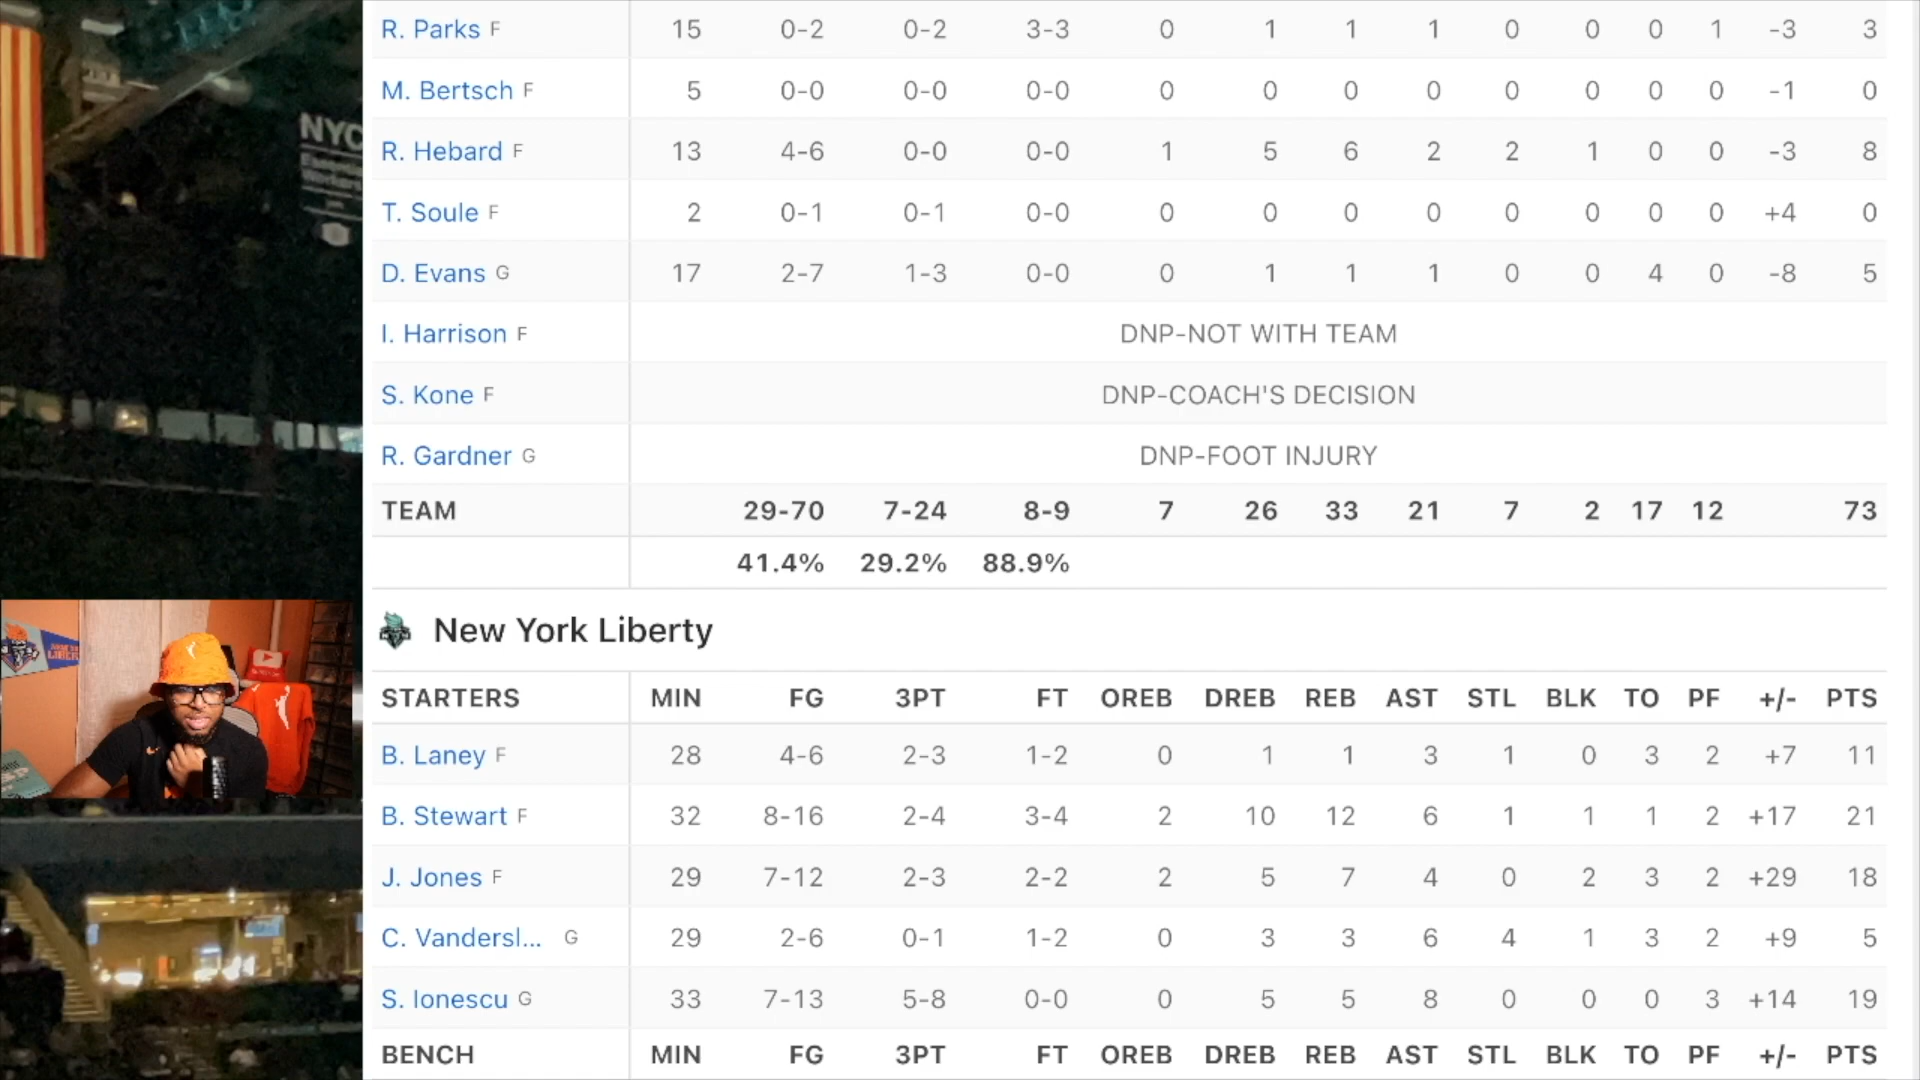 NYC
R. Parks F 15 0-2 0-2 3-3 0 1 1 1 0 0 0 1 -3 3
M. Bertsch F 5 0-0 0-0 0-0 0 0 0 0 0 0 0 0 -1 0
R. Hebard F 13 4-6 0-0 0-0 1 5 6 2 2 1 0 0 -3 8
T. Soule F 2 0-1 0-1 0-0 0 0 0 0 0 0 0 0 +4 0
D. Evans G 17 2-7 1-3 0-0 0 1 1 1 0 0 4 0 -8 5
I. Harrison F DNP-NOT WITH TEAM
S. Kone F DNP-COACH'S DECISION
R. Gardner G DNP-FOOT INJURY
TEAM 29-70 7-24 8-9 7 26 33 21 7 2 17 12 73
41.4% 29.2% 88.9%
New York Liberty
STARTERS MIN FG 3PT FT OREB DREB REB AST STL BLK TO PF +/- PTS
B. Laney F 28 4-6 2-3 1-2 0 1 1 3 1 0 3 2 +7 11
B. Stewart F 32 8-16 2-4 3-4 2 10 12 6 1 1 1 2 +17 21
J. Jones F 29 7-12 2-3 2-2 2 5 7 4 0 2 3 2 +29 18
C. Vandersl... G 29 2-6 0-1 1-2 0 3 3 6 4 1 3 2 +9 5
S. Ionescu G 33 7-13 5-8 0-0 0 5 5 8 0 0 0 3 +14 19
BENCH MIN FG 3PT FT OREB DREB REB AST STL BLK TO PF +/- PTS